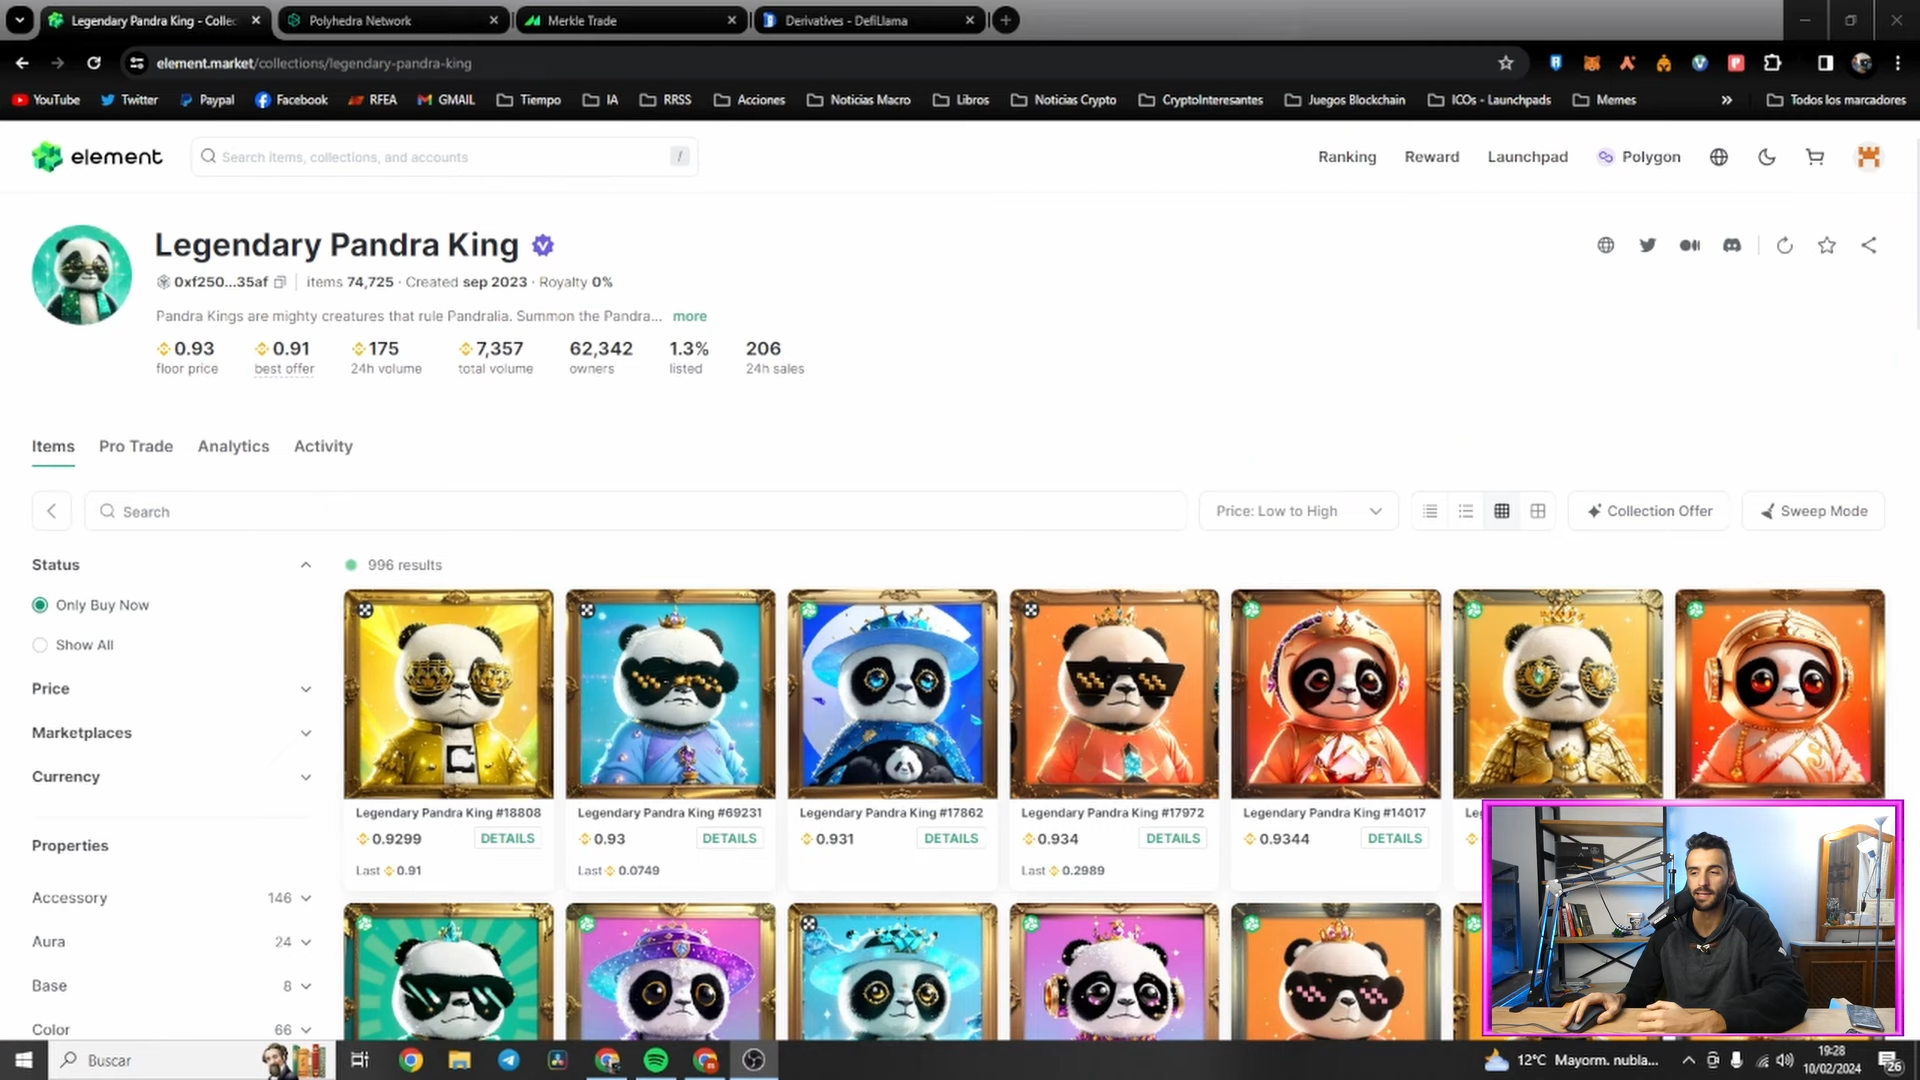 Legendary Pandra King - Collec
Polyhedra Network
Merkle Trade
Derivatives - DefiLlama
element.market/collections/legendary-pandra-king
YouTube
Twitter
Paypal
Facebook
RFEA
GMAIL
Tiempo
IA
RRSS
Acciones
Noticias Macro
Libros
Noticias Crypto
CryptoInteresantes
Juegos Blockchain
ICOs - Launchpads
Memes
»
Todos los marcadores
element
Search items, collections, and accounts
/
Ranking
Reward
Launchpad
Polygon
Legendary Pandra King
0xf250...35af
items 74,725 · Created sep 2023 · Royalty 0%
Pandra Kings are mighty creatures that rule Pandralia. Summon the Pandra... more
0.93 0.91 175 7,357 62,342 1.3% 206
floor price best offer 24h volume total volume owners listed 24h sales
Items Pro Trade Analytics Activity
Search
Price: Low to High
Collection Offer
Sweep Mode
Status
996 results
Only Buy Now
Show All
Price
Marketplaces
Currency
Properties
Accessory 146
Aura 24
Base 8
Color 66
Legendary Pandra King #18808
0.9299 DETAILS
Last 0.91
Legendary Pandra King #69231
0.93 DETAILS
Last 0.0749
Legendary Pandra King #17862
0.931 DETAILS
Legendary Pandra King #17972
0.934 DETAILS
Last 0.2989
Legendary Pandra King #14017
0.9344 DETAILS
Buscar
12°C Mayorm. nubla...
19:28
10/02/2024
26